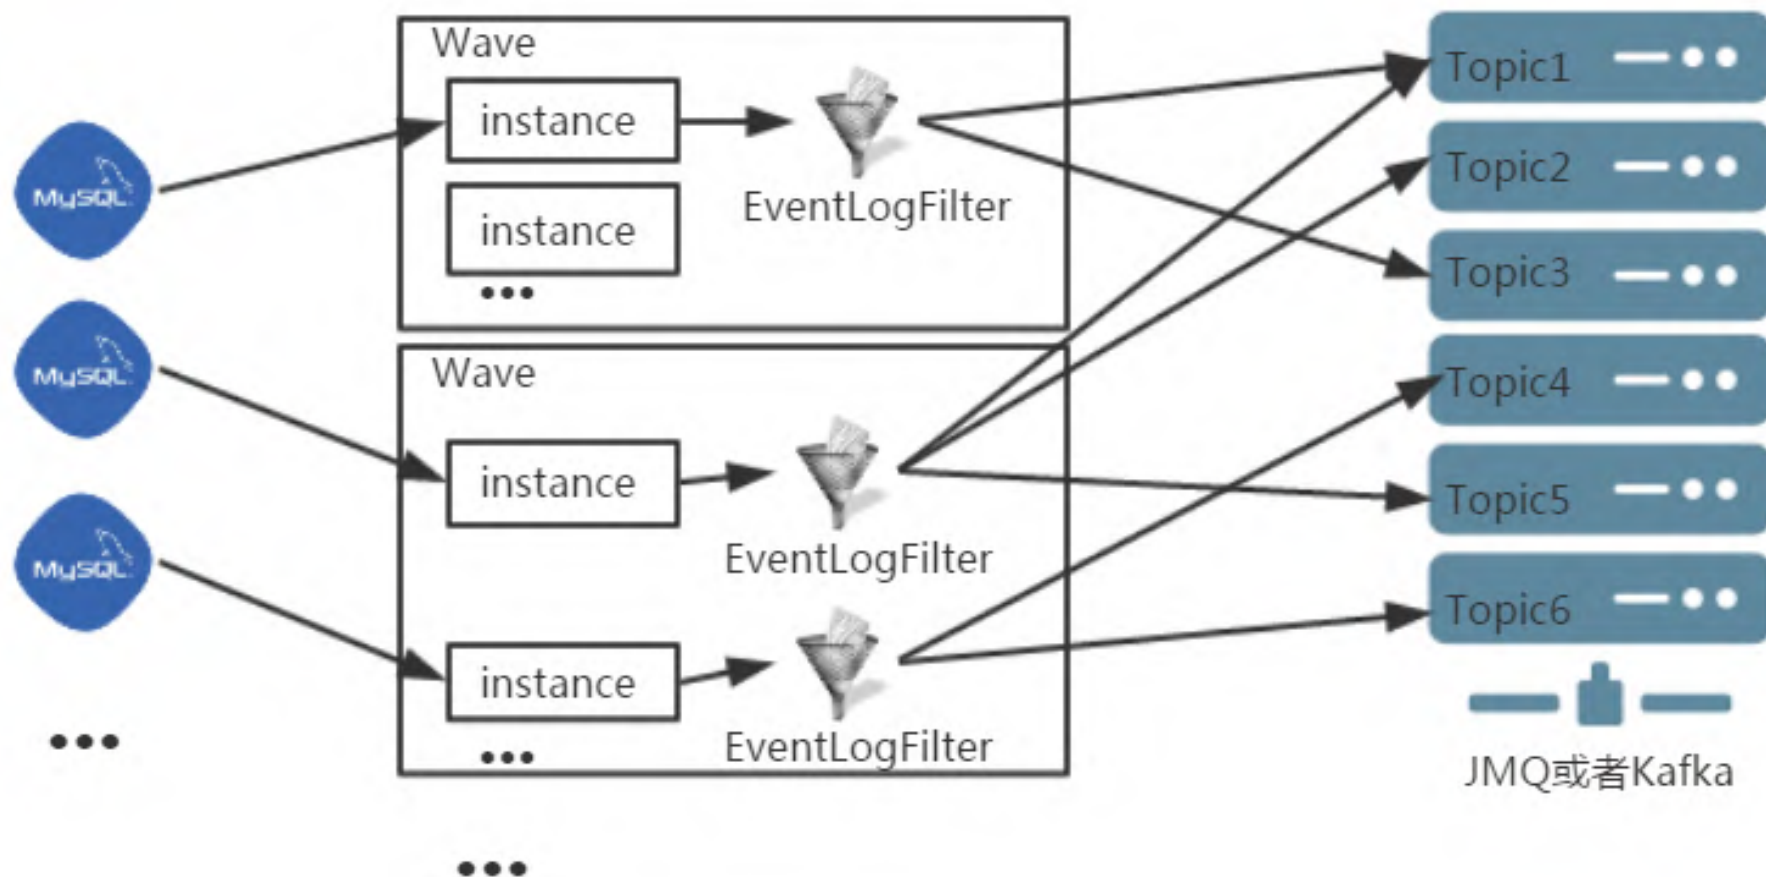 Wave
instance
EventLogFilter
instance
•••
MySQL
Wave
instance
EventLogFilter
instance
EventLogFilter
•••
MySQL
MySQL
•••
•••
Topic1
Topic2
Topic3
Topic4
Topic5
Topic6
JMQ或者Kafka